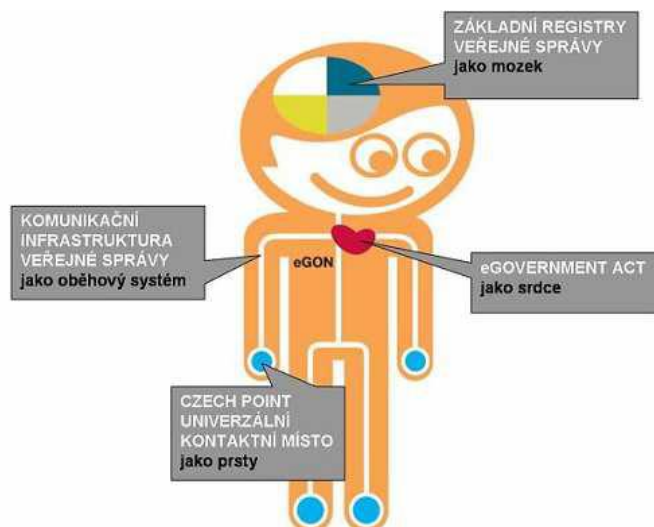 ZÁKLADNÍ REGISTRY
VEŘEJNÉ SPRÁVY
jako mozek
KOMUNIKAČNÍ
INFRASTRUKTURA
VEŘEJNÉ SPRÁVY
jako oběhový systém
eGON
eGOVERNMENT ACT
jako srdce
CZECH POINT
UNIVERZÁLNÍ
KONTAKTNÍ MÍSTO
jako prsty